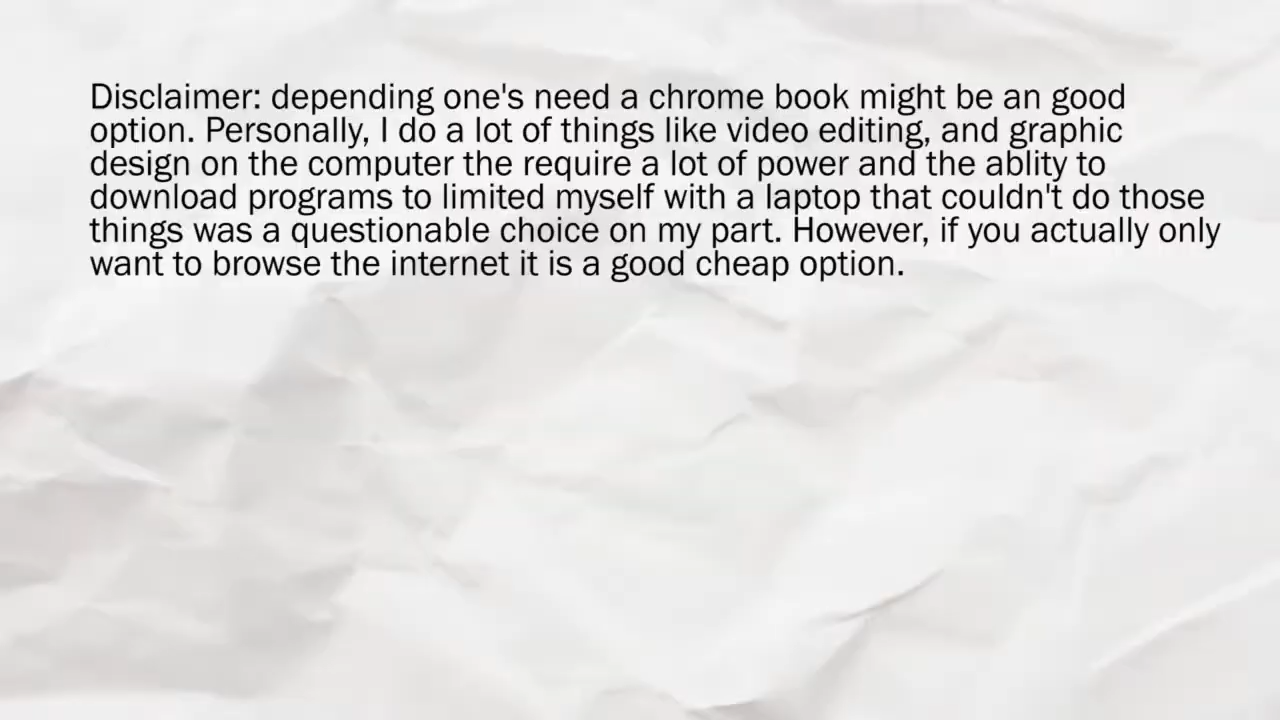 Disclaimer: depending one's need a chrome book might be an good
option. Personally, I do a lot of things like video editing, and graphic
design on the computer the require a lot of power and the ablity to
download programs to limited myself with a laptop that couldn't do those
things was a questionable choice on my part. However, if you actually only
want to browse the internet it is a good cheap option.